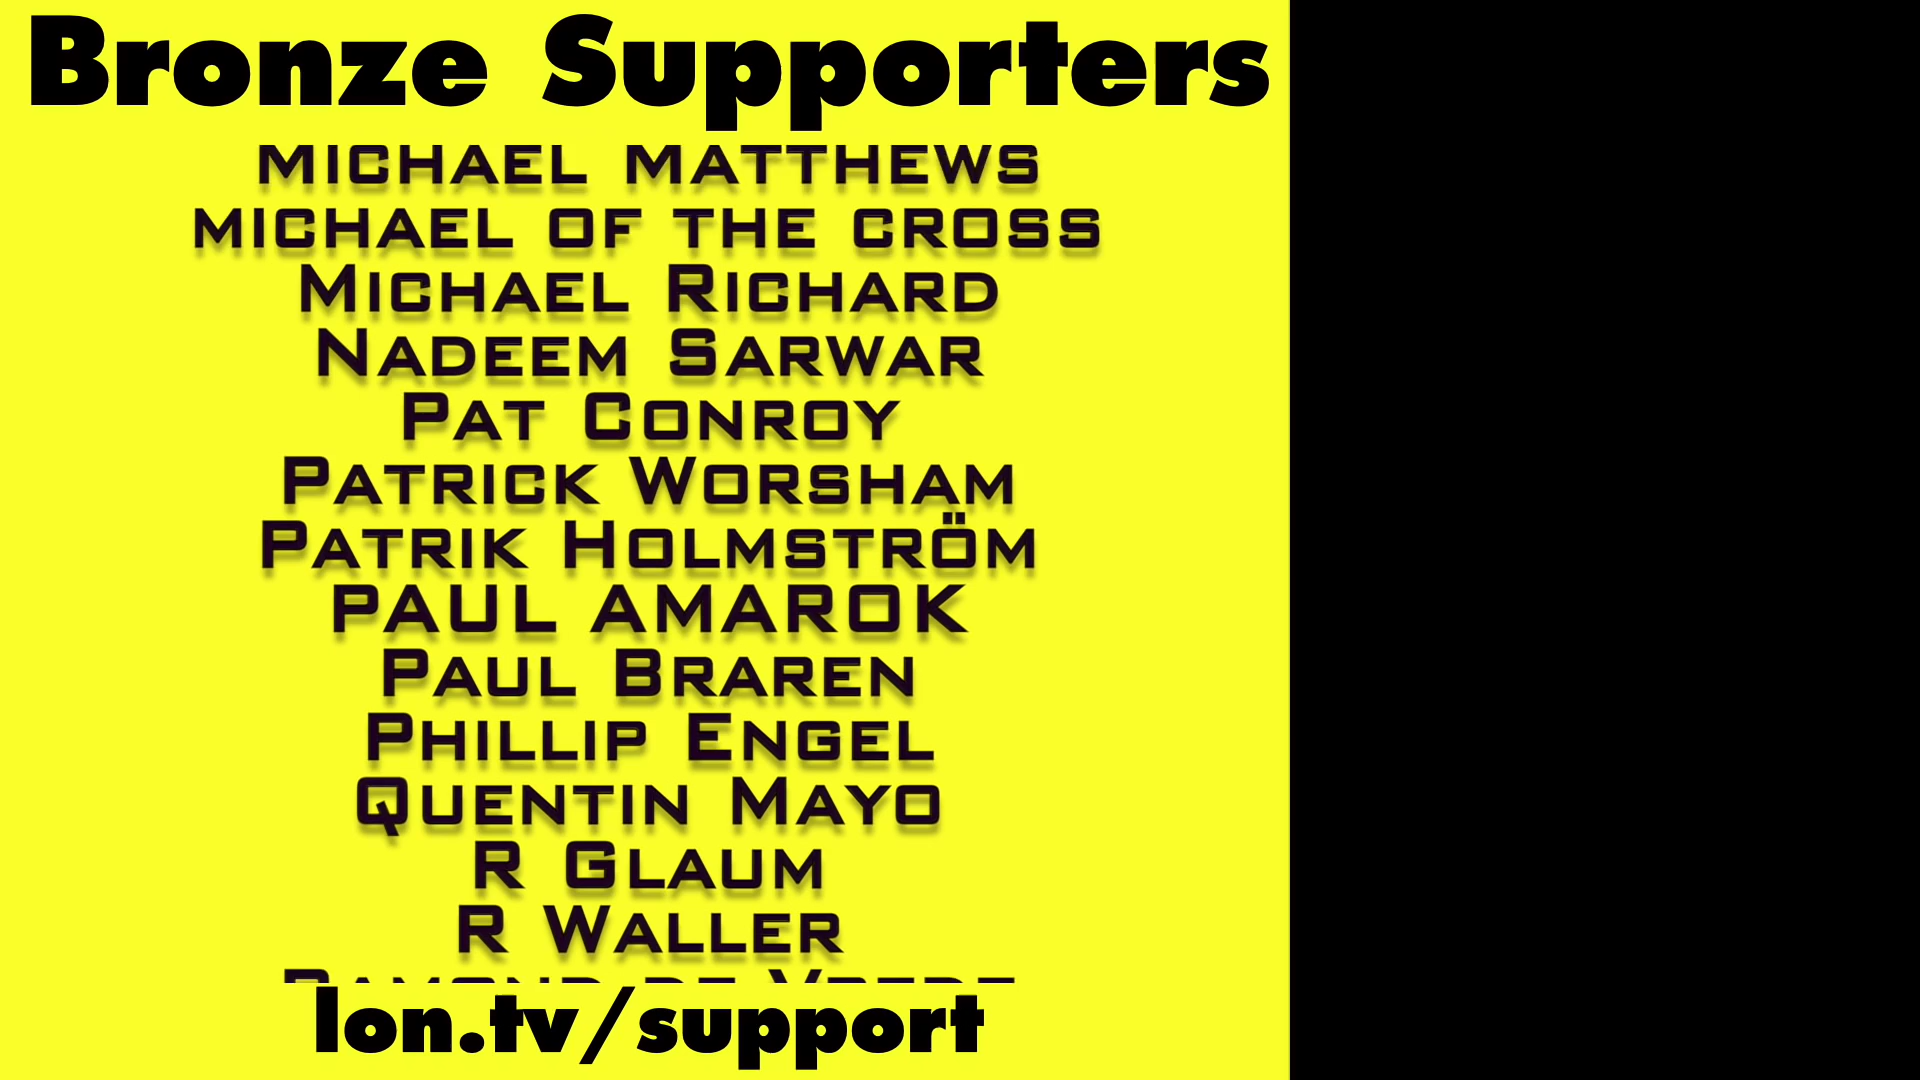 Bronze Supporters
MICHAEL MATTHEWS
MICHAEL OF THE CROSS
MICHAEL RICHARD
NADEEM SARWAR
PAT CONROY
PATRICK WORSHAM
PATRIK HOLMSTRÖM
PAUL AMAROK
PAUL BRAREN
PHILLIP ENGEL
QUENTIN MAYO
R GLAUM
R WALLER
lon.tv/support